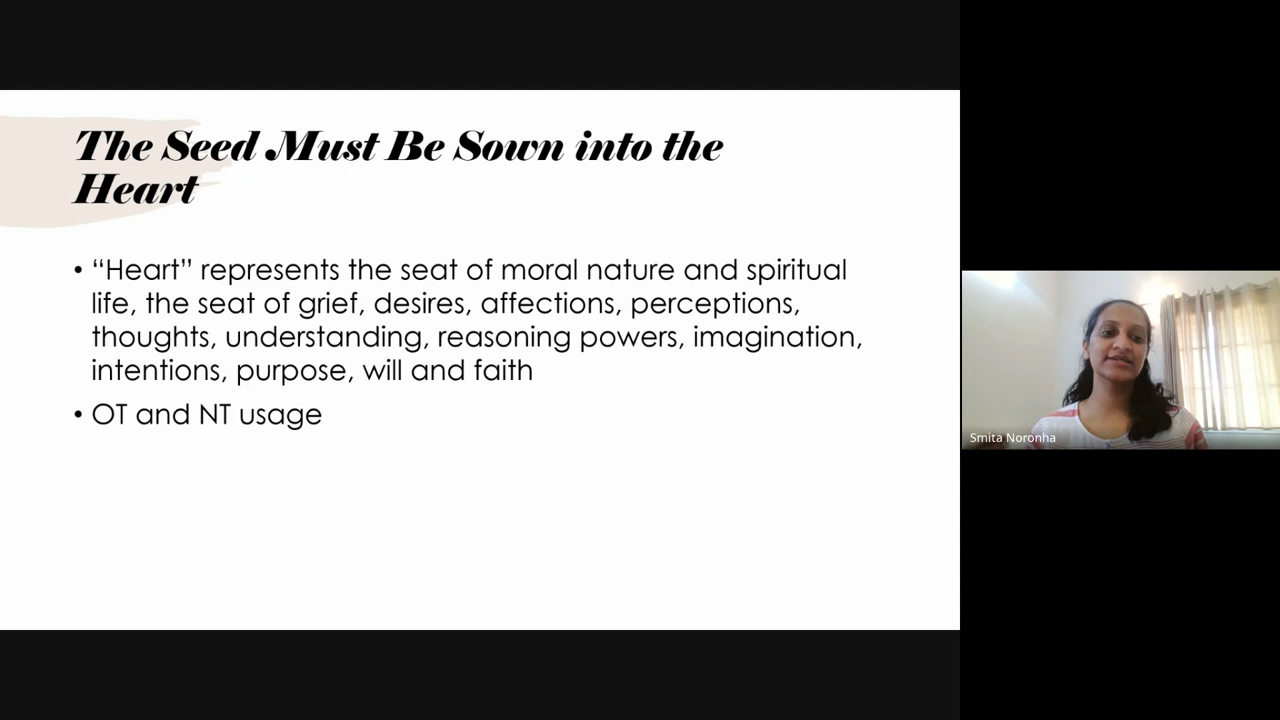 The Seed Must Be Sown into the
Heart
• “Heart” represents the seat of moral nature and spiritual
life, the seat of grief, desires, affections, perceptions,
thoughts, understanding, reasoning powers, imagination,
intentions, purpose, will and faith
• OT and NT usage
Smita Noronha